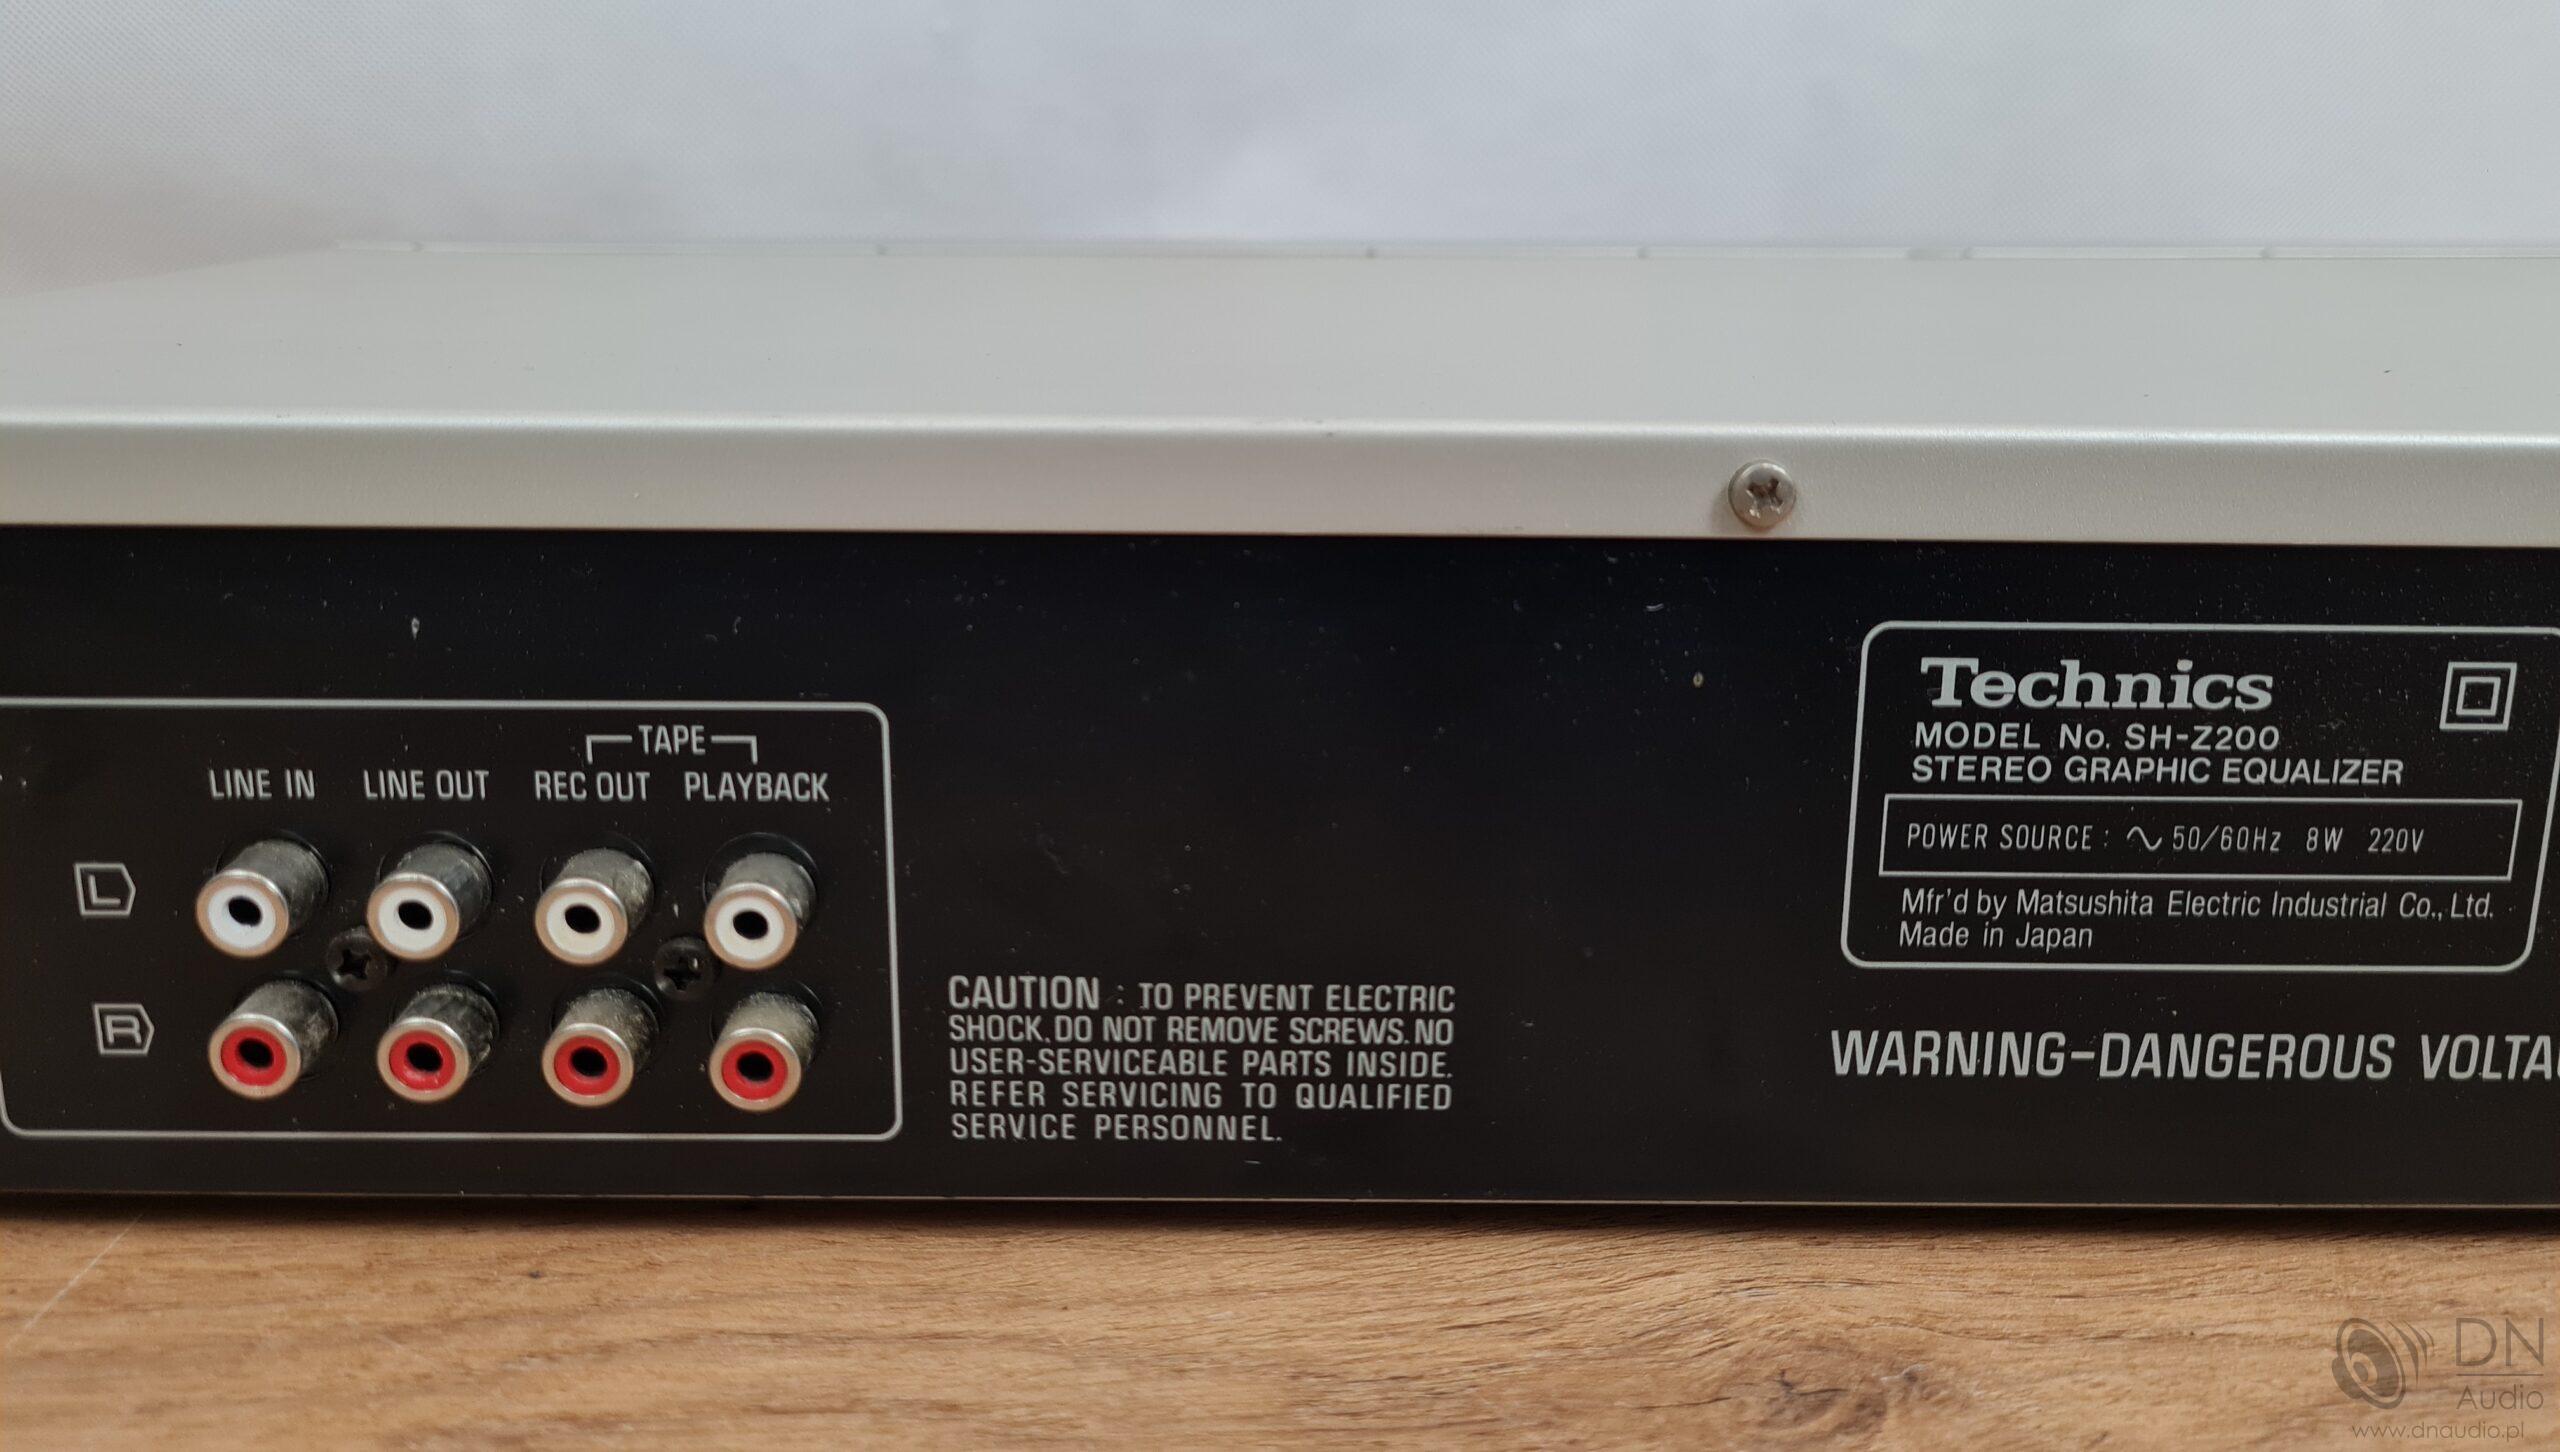 TAPE
LINE IN LINE OUT REC OUT PLAYBACK
L
R
CAUTION : TO PREVENT ELECTRIC
SHOCK. DO NOT REMOVE SCREWS. NO
USER-SERVICEABLE PARTS INSIDE.
REFER SERVICING TO QUALIFIED
SERVICE PERSONNEL.
Technics
MODEL No. SH-Z200
STEREO GRAPHIC EQUALIZER
POWER SOURCE : ∿ 50/60Hz 8W 220V
Mfr'd by Matsushita Electric Industrial Co., Ltd.
Made in Japan
WARNING-DANGEROUS
DN
Audio
www.dnaudio.pl